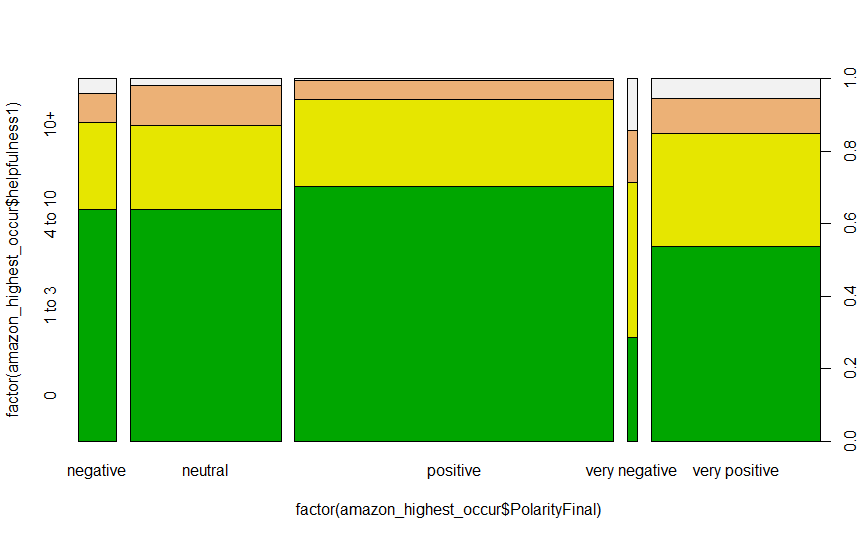 factor(amazon_highest_occur$helpfulness1)
10+
4 to 10
1 to 3
0
1.0
0.8
0.6
0.4
0.2
0.0
negative neutral positive very negative very positive
factor(amazon_highest_occur$PolarityFinal)